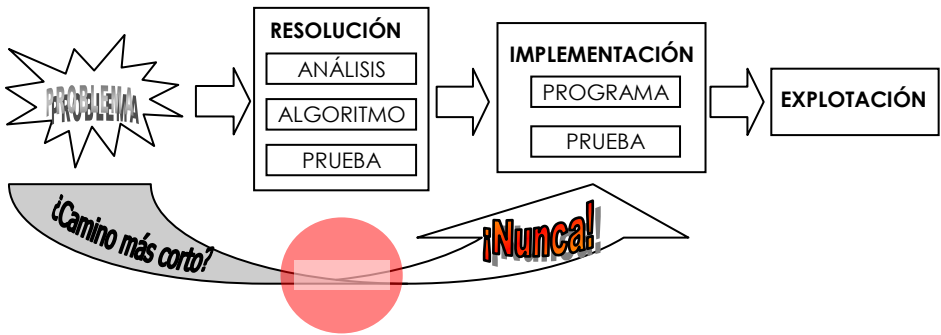 PROBLEMA
RESOLUCIÓN
ANÁLISIS
ALGORITMO
PRUEBA
IMPLEMENTACIÓN
PROGRAMA
PRUEBA
EXPLOTACIÓN
¿Camino más corto?
¡Nunca!